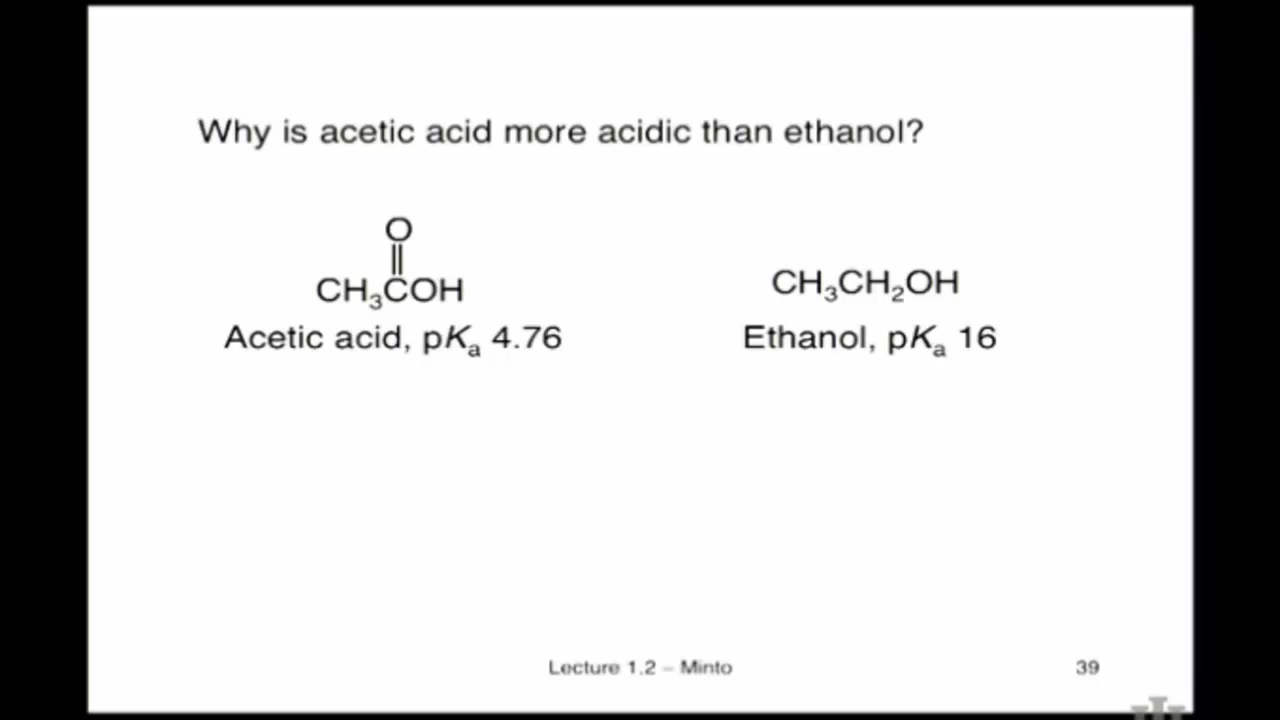 Why is acetic acid more acidic than ethanol?
O
CH₃COH
CH₃CH₂OH
Acetic acid, pKₐ 4.76
Ethanol, pKₐ 16
Lecture 1.2 – Minto
39